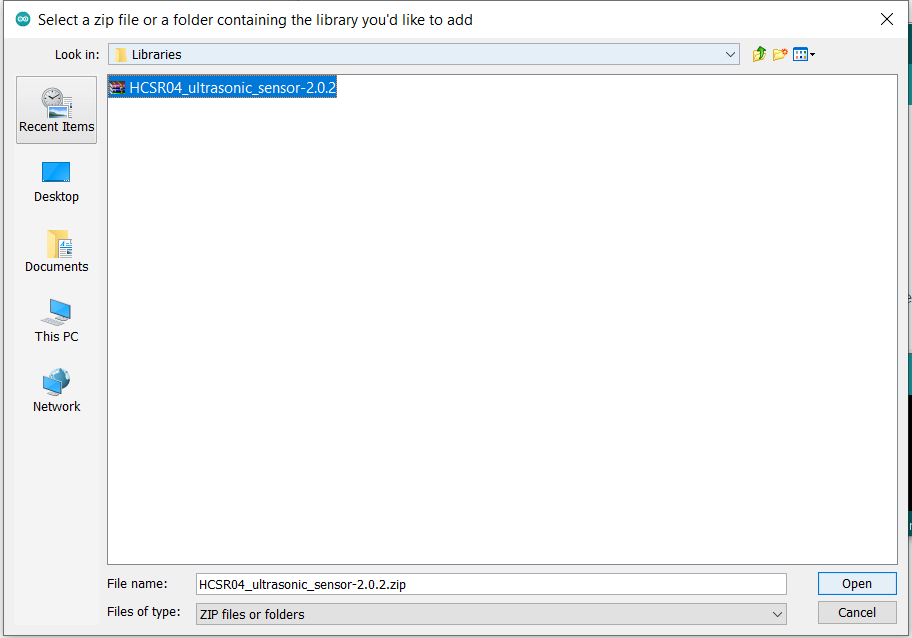 Select a zip file or a folder containing the library you'd like to add
Look in: Libraries
HCSR04_ultrasonic_sensor-2.0.2
Recent Items
Desktop
Documents
This PC
Network
File name: HCSR04_ultrasonic_sensor-2.0.2.zip Open
Files of type: ZIP files or folders Cancel